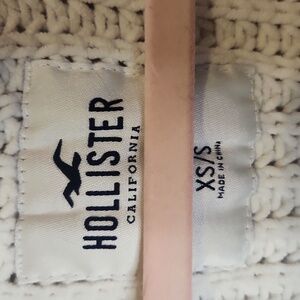 HOLLISTER
CALIFORNIA
XS/S
MADE IN CHINA